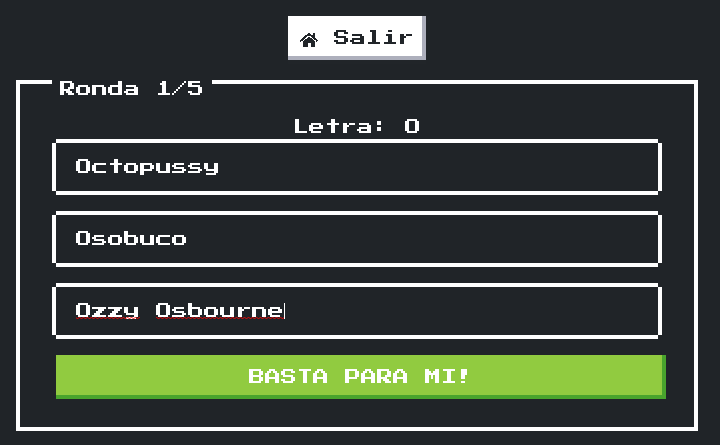 Salir
Ronda 1/5
Letra: O
Octopussy
Osobuco
Ozzy Osbourne
BASTA PARA MI!